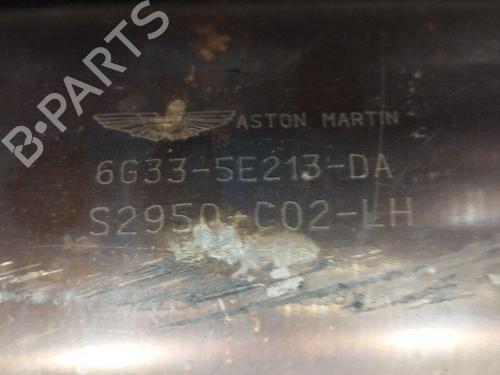 B-PARTS
ASTON MARTIN
6G33-5E213-DA
S2950-C02-LH